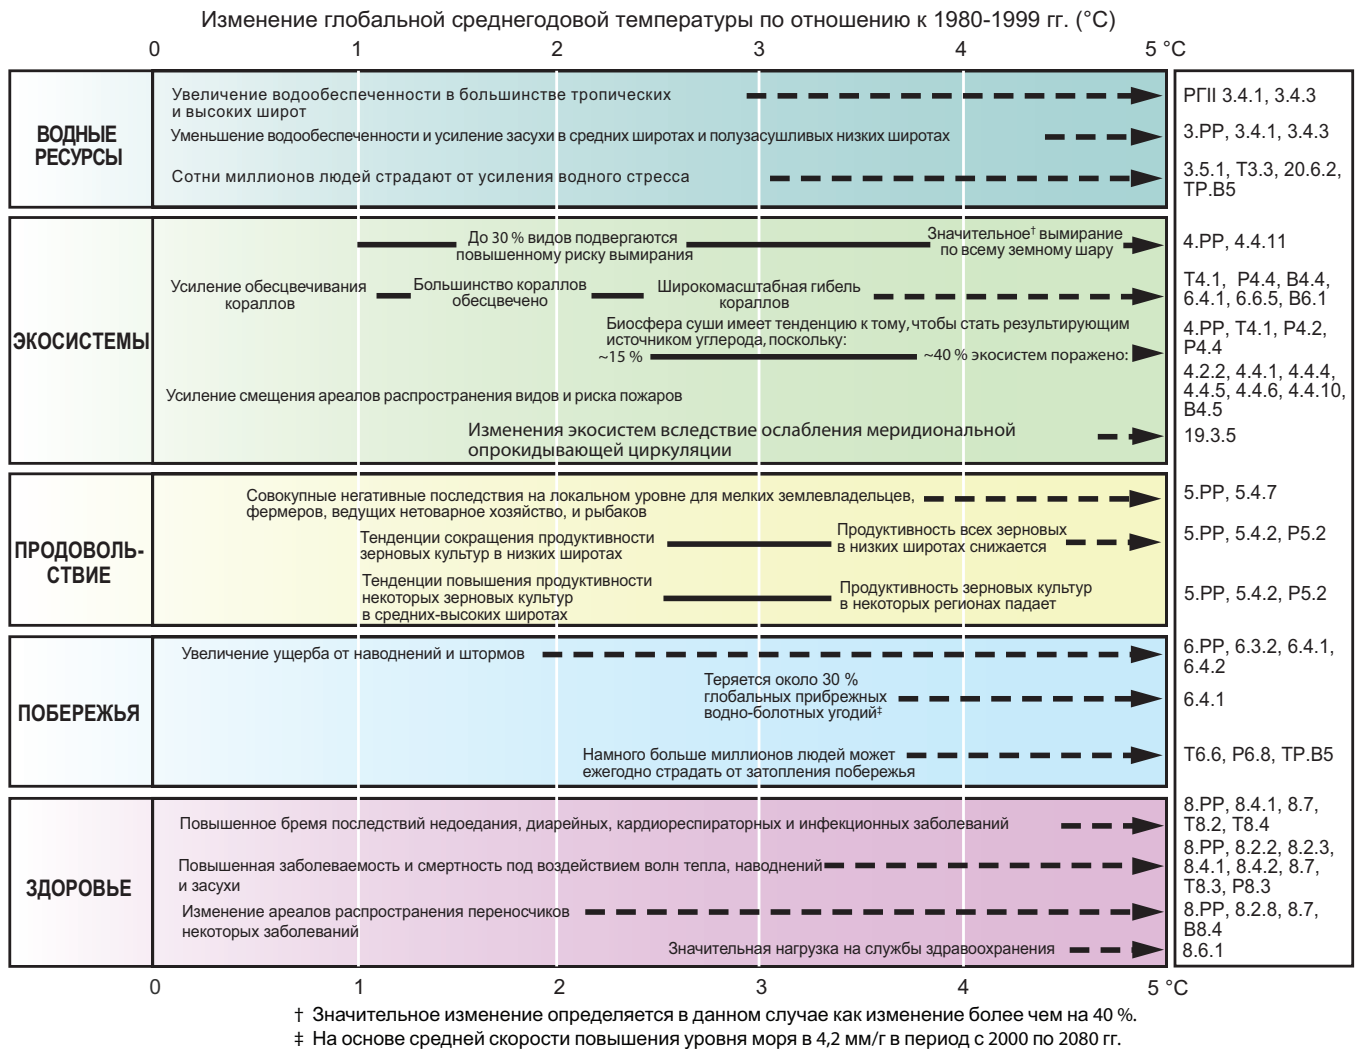 Изменение глобальной среднегодовой температуры по отношению к 1980-1999 гг. (°C)
0 1 2 3 4 5 °C
ВОДНЫЕ
РЕСУРСЫ
Увеличение водообеспеченности в большинстве тропических
и высоких широт
РГII 3.4.1, 3.4.3
Уменьшение водообеспеченности и усиление засухи в средних широтах и полузасушливых низких широтах
3.РР, 3.4.1, 3.4.3
Сотни миллионов людей страдают от усиления водного стресса
3.5.1, Т3.3, 20.6.2,
ТР.В5
ЭКОСИСТЕМЫ
До 30 % видов подвергаются
повышенному риску вымирания
Значительное† вымирание
по всему земному шару
4.РР, 4.4.11
Усиление обесцвечивания
кораллов
Большинство кораллов
обесцвечено
Широкомасштабная гибель
кораллов
Т4.1, Р4.4, В4.4,
6.4.1, 6.6.5, В6.1
Биосфера суши имеет тенденцию к тому, чтобы стать результирующим
источником углерода, поскольку:
~15 % ~40 % экосистем поражено:
4.РР, Т4.1, Р4.2,
Р4.4
Усиление смещения ареалов распространения видов и риска пожаров
4.2.2, 4.4.1, 4.4.4,
4.4.5, 4.4.6, 4.4.10,
В4.5
Изменения экосистем вследствие ослабления меридиональной
опрокидывающей циркуляции
19.3.5
ПРОДОВОЛЬ-
СТВИЕ
Совокупные негативные последствия на локальном уровне для мелких землевладельцев,
фермеров, ведущих нетоварное хозяйство, и рыбаков
5.РР, 5.4.7
Тенденции сокращения продуктивности
зерновых культур в низких широтах
Продуктивность всех зерновых
в низких широтах снижается
5.РР, 5.4.2, Р5.2
Тенденции повышения продуктивности
некоторых зерновых культур
в средних-высоких широтах
Продуктивность зерновых культур
в некоторых регионах падает
5.РР, 5.4.2, Р5.2
ПОБЕРЕЖЬЯ
Увеличение ущерба от наводнений и штормов
6.РР, 6.3.2, 6.4.1,
6.4.2
Теряется около 30 %
глобальных прибрежных
водно-болотных угодий‡
6.4.1
Намного больше миллионов людей может
ежегодно страдать от затопления побережья
Т6.6, Р6.8, ТР.В5
ЗДОРОВЬЕ
Повышенное бремя последствий недоедания, диарейных, кардиореспираторных и инфекционных заболеваний
8.РР, 8.4.1, 8.7,
Т8.2, Т8.4
Повышенная заболеваемость и смертность под воздействием волн тепла, наводнений
и засухи
8.РР, 8.2.2, 8.2.3,
8.4.1, 8.4.2, 8.7,
Т8.3, Р8.3
Изменение ареалов распространения переносчиков
некоторых заболеваний
8.РР, 8.2.8, 8.7,
В8.4
Значительная нагрузка на службы здравоохранения
8.6.1
0 1 2 3 4 5 °C
† Значительное изменение определяется в данном случае как изменение более чем на 40 %.
‡ На основе средней скорости повышения уровня моря в 4,2 мм/г в период с 2000 по 2080 гг.